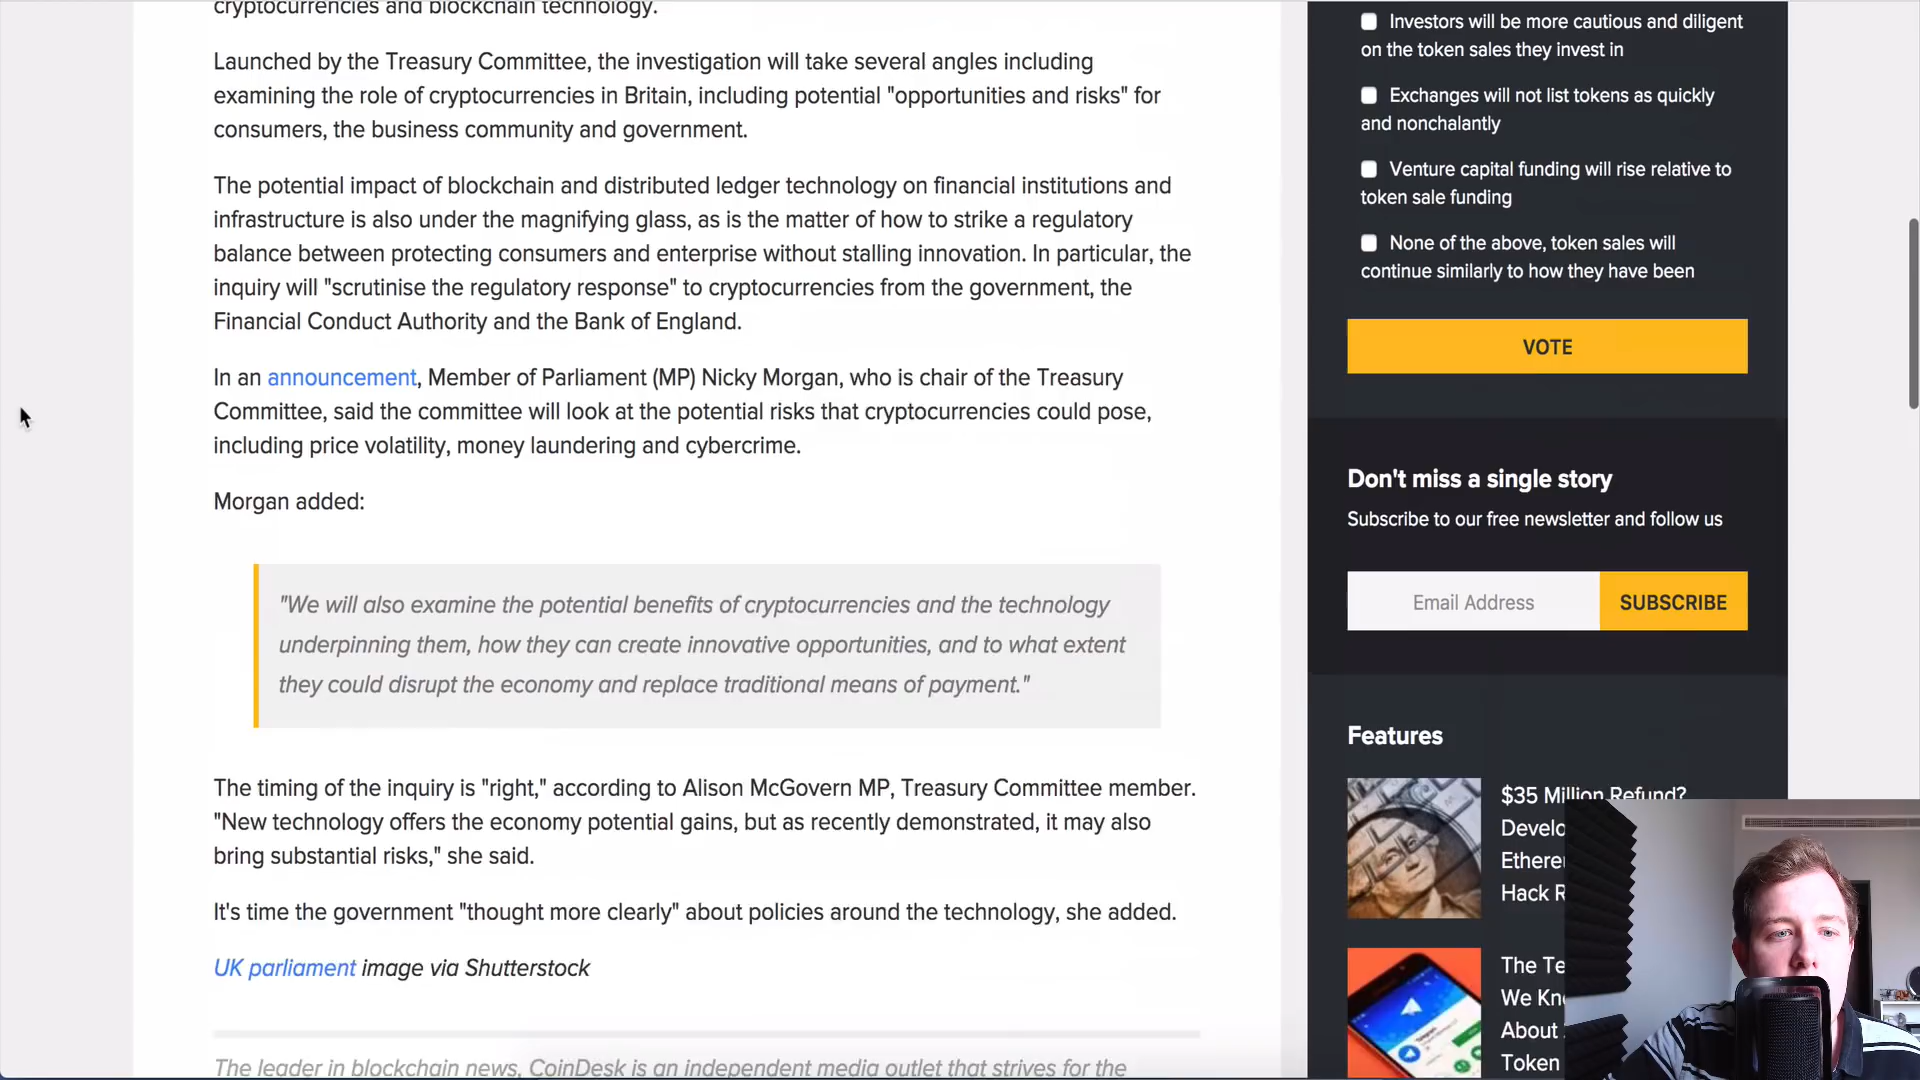 cryptocurrencies and blockchain technology.
Launched by the Treasury Committee, the investigation will take several angles including
examining the role of cryptocurrencies in Britain, including potential "opportunities and risks" for
consumers, the business community and government.
The potential impact of blockchain and distributed ledger technology on financial institutions and
infrastructure is also under the magnifying glass, as is the matter of how to strike a regulatory
balance between protecting consumers and enterprise without stalling innovation. In particular, the
inquiry will "scrutinise the regulatory response" to cryptocurrencies from the government, the
Financial Conduct Authority and the Bank of England.
In an announcement, Member of Parliament (MP) Nicky Morgan, who is chair of the Treasury
Committee, said the committee will look at the potential risks that cryptocurrencies could pose,
including price volatility, money laundering and cybercrime.
Morgan added:
"We will also examine the potential benefits of cryptocurrencies and the technology
underpinning them, how they can create innovative opportunities, and to what extent
they could disrupt the economy and replace traditional means of payment."
The timing of the inquiry is "right," according to Alison McGovern MP, Treasury Committee member.
"New technology offers the economy potential gains, but as recently demonstrated, it may also
bring substantial risks," she said.
It's time the government "thought more clearly" about policies around the technology, she added.
UK parliament image via Shutterstock
The leader in blockchain news, CoinDesk is an independent media outlet that strives for the
Investors will be more cautious and diligent
on the token sales they invest in
Exchanges will not list tokens as quickly
and nonchalantly
Venture capital funding will rise relative to
token sale funding
None of the above, token sales will
continue similarly to how they have been
VOTE
Don't miss a single story
Subscribe to our free newsletter and follow us
Email Address
SUBSCRIBE
Features
$35 Million Refund?
Develo
Ethere
Hack R
The Te
We Kn
About
Token